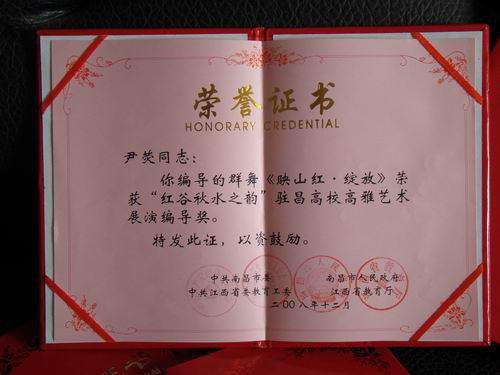 荣誉证书
HONORARY CREDENTIAL
尹荧同志：
你编导的群舞《映山红·绽放》荣
获“红谷秋水之韵”驻昌高校高雅艺术
展演编导奖。
特发此证，以资鼓励。
中共南昌市委 南昌市人民政府
中共江西省委教育工委 江西省教育厅
二00八年十二月